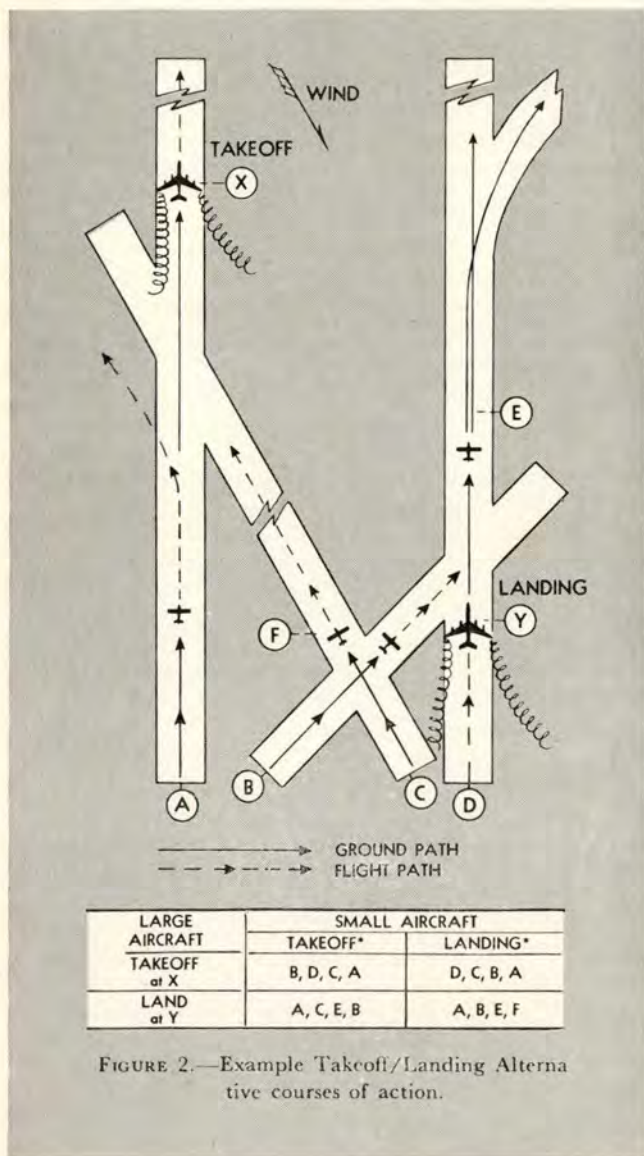 WIND
TAKEOFF
X
E
LANDING
F
Y
A
B
C
D
GROUND PATH
FLIGHT PATH
LARGE AIRCRAFT
SMALL AIRCRAFT
TAKEOFF* LANDING*
TAKEOFF at X
B, D, C, A D, C, B, A
LAND at Y
A, C, E, B A, B, E, F
FIGURE 2.—Example Takeoff/Landing Alterna
tive courses of action.